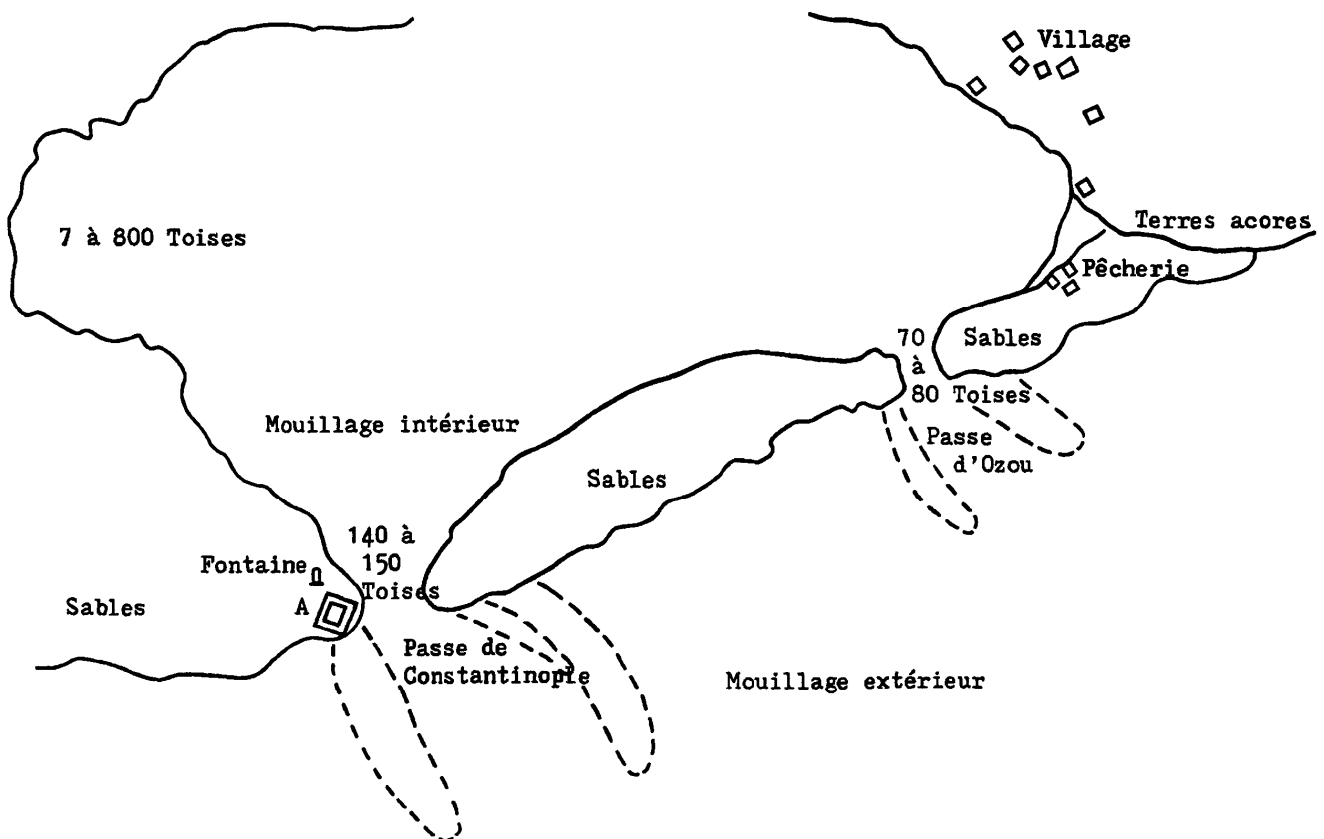 Village
Terres acores
7 à 800 Toises
Pêcherie
Sables
70
à
80 Toises
Mouillage intérieur
Passe
d'Ozou
Sables
140 à
150
Toises
Fontaine
A
Sables
Passe de
Constantinople
Mouillage extérieur